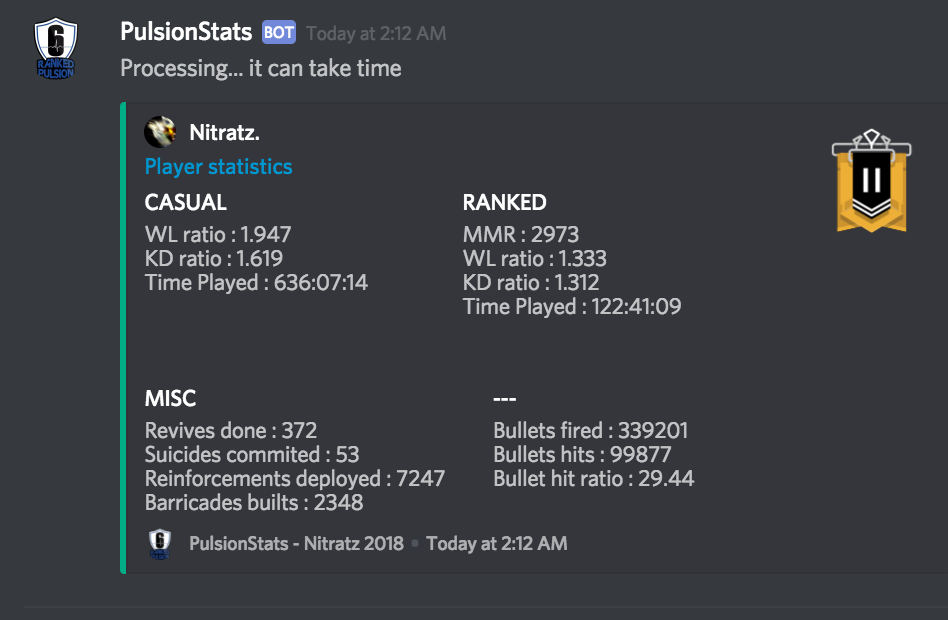 PulsionStats BOT Today at 2:12 AM
6
RANKED
PULSION
Processing... it can take time
Nitratz.
Player statistics
CASUAL
WL ratio : 1.947
KD ratio : 1.619
Time Played : 636:07:14
RANKED
MMR : 2973
WL ratio : 1.333
KD ratio : 1.312
Time Played : 122:41:09
II
MISC
Revives done : 372
Suicides commited : 53
Reinforcements deployed : 7247
Barricades builts : 2348
---
Bullets fired : 339201
Bullets hits : 99877
Bullet hit ratio : 29.44
6
PulsionStats - Nitratz 2018 • Today at 2:12 AM